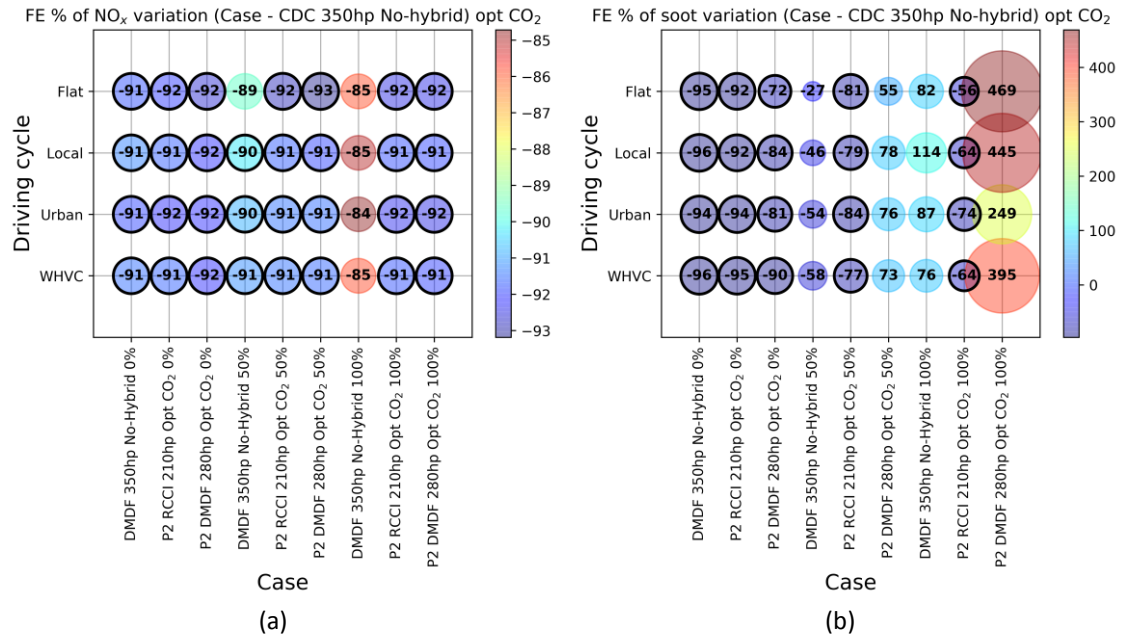 FE % of NOₓ variation (Case - CDC 350hp No-hybrid) opt CO₂
Driving cycle
Flat
-91 -92 -92 -89 -92 -93 -85 -92 -92
Local
-91 -91 -92 -90 -91 -91 -85 -91 -91
Urban
-91 -92 -92 -90 -91 -91 -84 -92 -92
WHVC
-91 -91 -92 -91 -91 -91 -85 -91 -91
DMDF 350hp No-Hybrid 0%
P2 RCCI 210hp Opt CO₂ 0%
P2 DMDF 280hp Opt CO₂ 0%
DMDF 350hp No-Hybrid 50%
P2 RCCI 210hp Opt CO₂ 50%
P2 DMDF 280hp Opt CO₂ 50%
DMDF 350hp No-Hybrid 100%
P2 RCCI 210hp Opt CO₂ 100%
P2 DMDF 280hp Opt CO₂ 100%
Case
−85
−86
−87
−88
−89
−90
−91
−92
−93
(a)
FE % of soot variation (Case - CDC 350hp No-hybrid) opt CO₂
Driving cycle
Flat
-95 -92 -72 -27 -81 55 82 -56 469
Local
-96 -92 -84 -46 -79 78 114 -64 445
Urban
-94 -94 -81 -54 -84 76 87 -74 249
WHVC
-96 -95 -90 -58 -77 73 76 -64 395
DMDF 350hp No-Hybrid 0%
P2 RCCI 210hp Opt CO₂ 0%
P2 DMDF 280hp Opt CO₂ 0%
DMDF 350hp No-Hybrid 50%
P2 RCCI 210hp Opt CO₂ 50%
P2 DMDF 280hp Opt CO₂ 50%
DMDF 350hp No-Hybrid 100%
P2 RCCI 210hp Opt CO₂ 100%
P2 DMDF 280hp Opt CO₂ 100%
Case
400
300
200
100
0
(b)